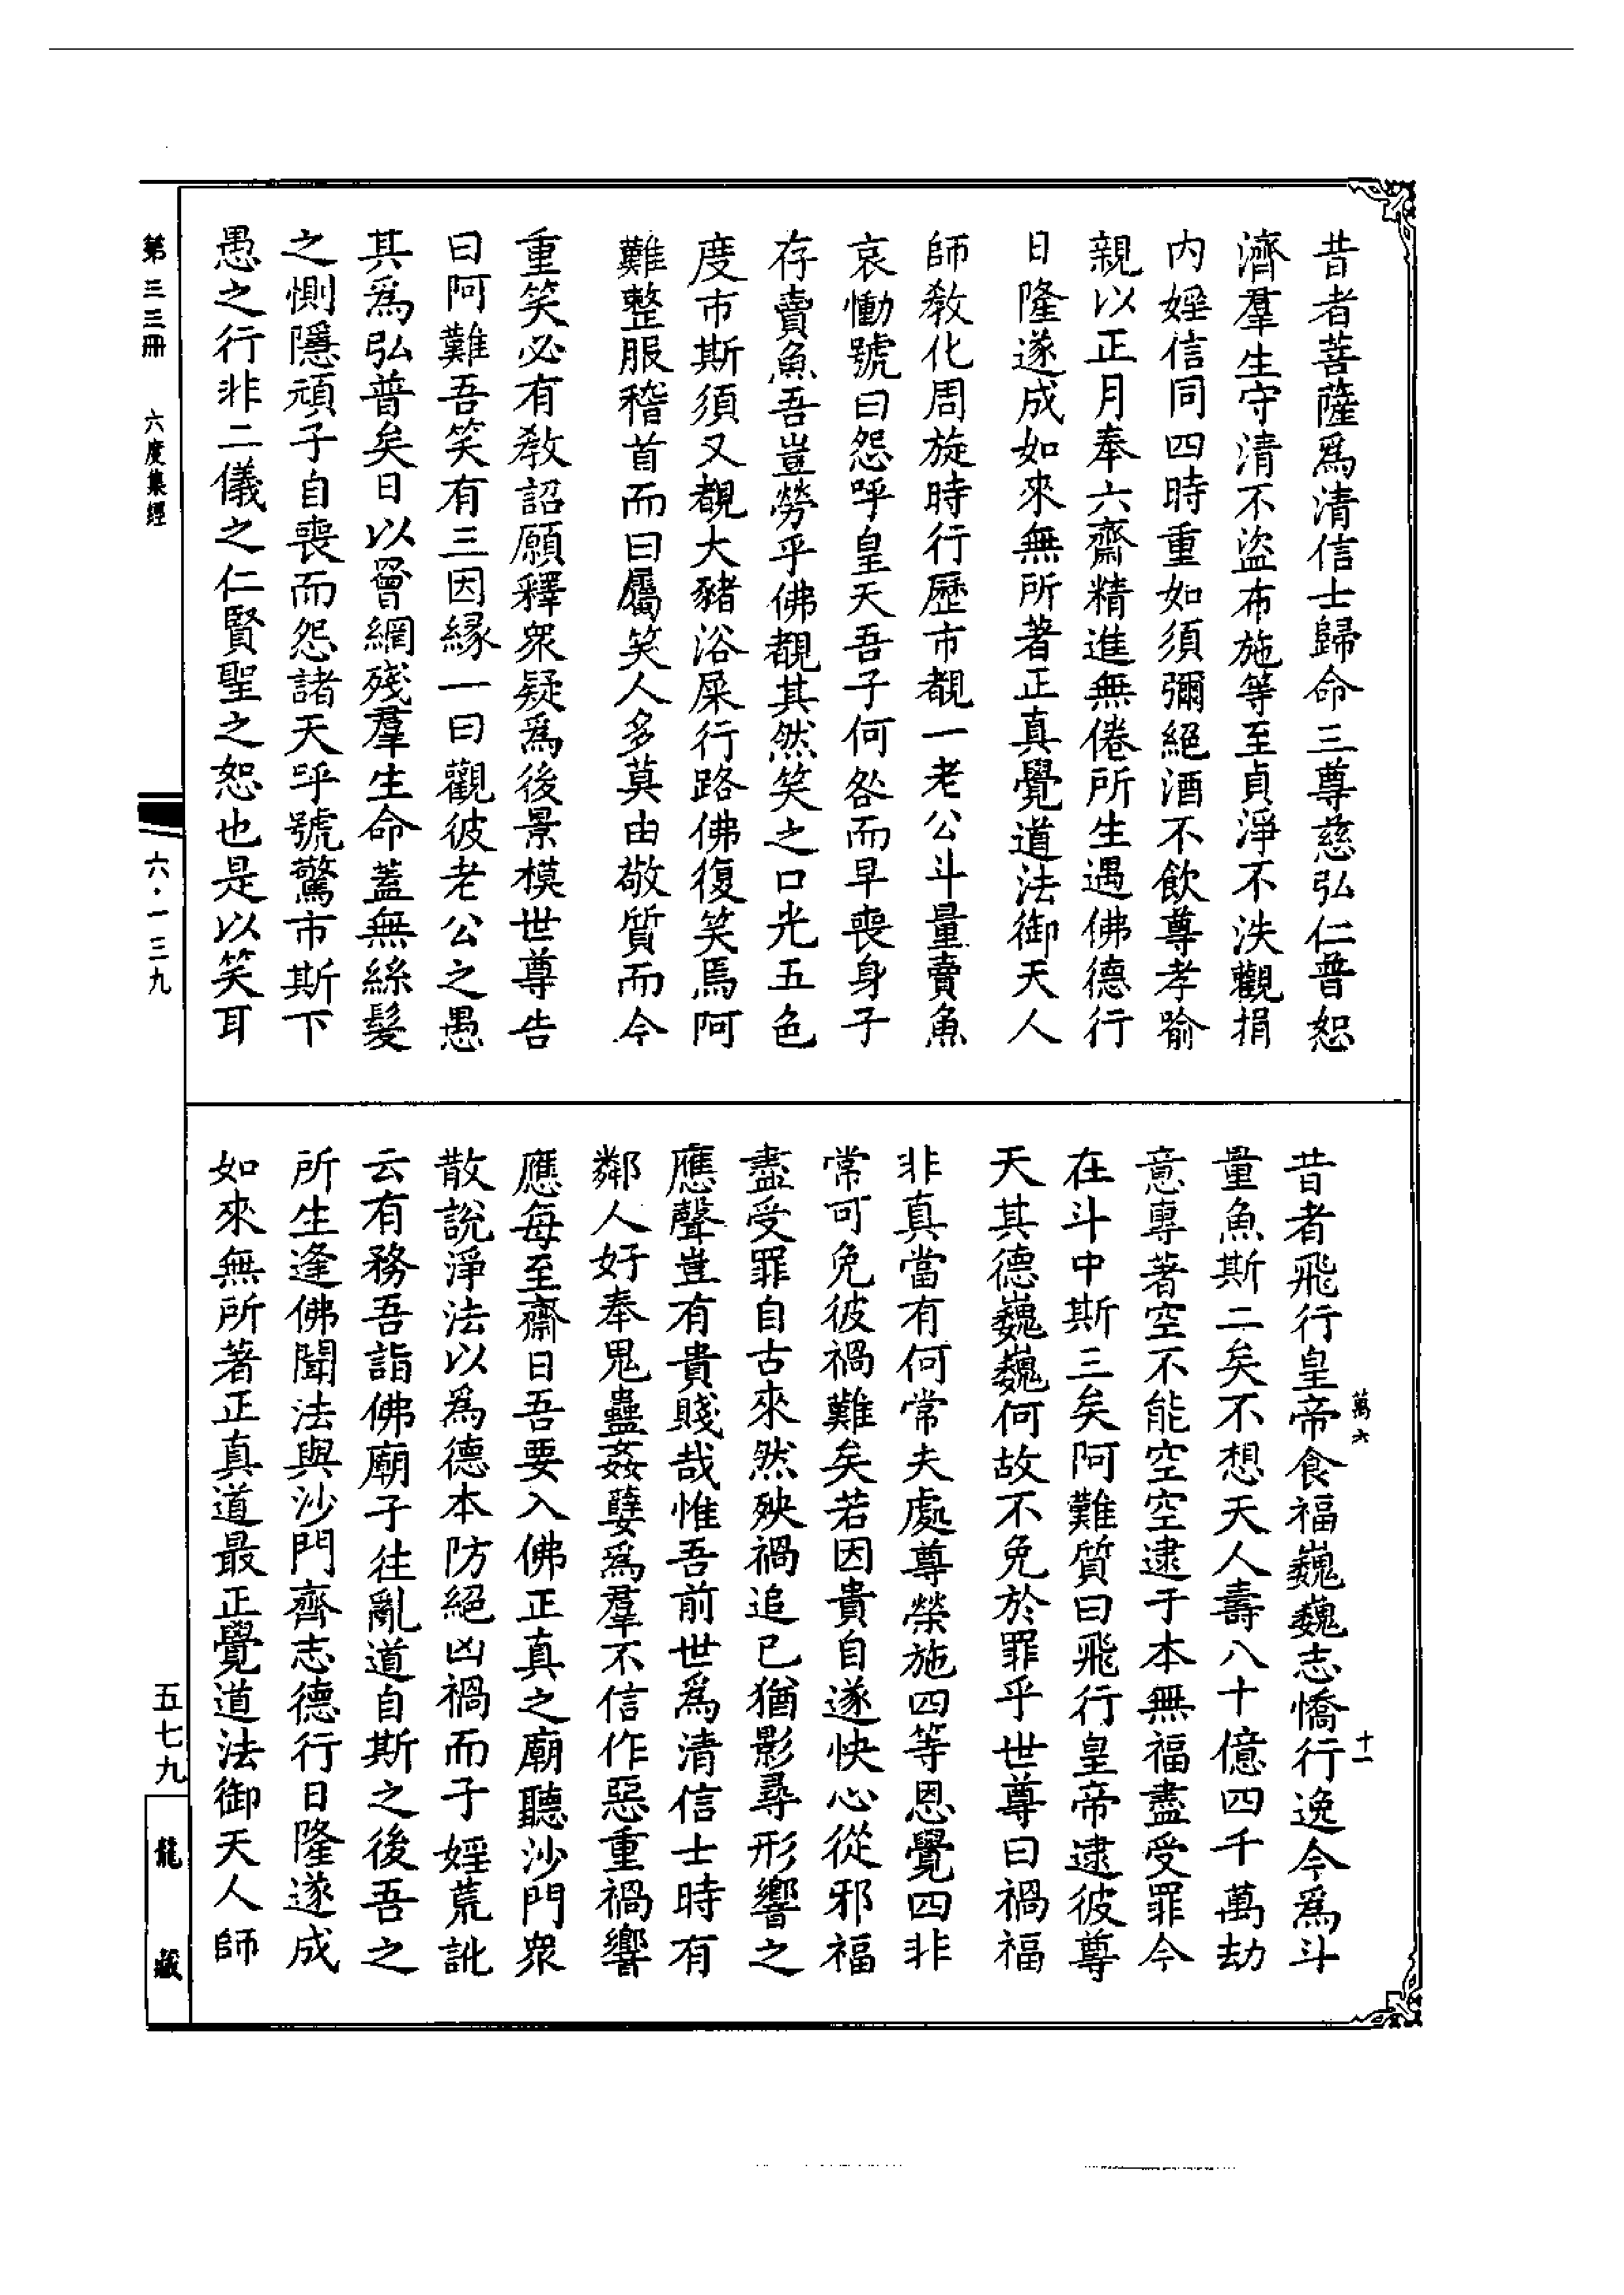 昔者菩薩爲清信士歸命三尊慈弘仁普恕
濟羣生守清不盜布施等至貞淨不泆觀捐
内婬信同四時重如須彌絕酒不飲尊孝喻
親以正月奉六齋精進無倦所生遇佛德行
日隆遂成如來無所著正真覺道法御天人
師敎化周旋時行歷市覩一老公斗量賣魚
哀慟號曰怨呼皇天吾子何咎而早喪身子
存賣魚吾豈勞乎佛覩其然笑之口光五色
度市斯須又覩大豬浴屎行路佛復笑焉阿
難整服稽首而曰屬笑人多莫由敬質而今
重笑必有敎詔願釋衆疑爲後景模世尊告
曰阿難吾笑有三因緣一曰觀彼老公之愚
其爲弘普矣日以罾網殘羣生命蓋無絲髮
之惻隱頑子自喪而怨諸天呼號驚市斯下
愚之行非二儀之仁賢聖之恕也是以笑耳
昔者飛行皇帝食福巍巍志憍行逸今爲斗
量魚斯二矣不想天人壽八十億四千萬劫
意專著空不能空空逮于本無福盡受罪今
在斗中斯三矣阿難質曰飛行皇帝逮彼尊
天其德巍巍何故不免於罪乎世尊曰禍福
非真當有何常夫處尊榮施四等恩覺四非
常可免彼禍難矣若因貴自遂快心從邪福
盡受罪自古來然殃禍追已猶影尋形響之
應聲豈有貴賤哉惟吾前世爲清信士時有
鄰人好奉鬼蠱姦孽爲羣不信作惡重禍響
應每至齋日吾要入佛正真之廟聽沙門衆
散說淨法以爲德本防絕凶禍而子婬荒訛
云有務吾詣佛廟子往亂道自斯之後吾之
所生逢佛聞法與沙門齊志德行日隆遂成
如來無所著正真道最正覺道法御天人師
萬六
十一
第三三冊 六度集經
六·一三九
五七九
龍藏